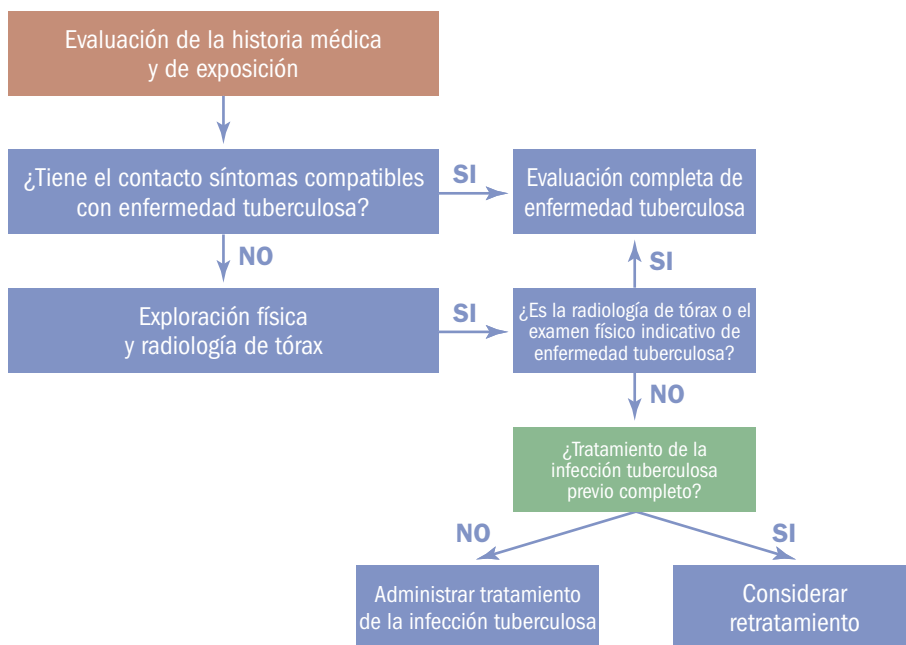 Evaluación de la historia médica
y de exposición
¿Tiene el contacto síntomas compatibles
con enfermedad tuberculosa?
SI
Evaluación completa de
enfermedad tuberculosa
NO
SI
Exploración física
y radiología de tórax
SI
¿Es la radiología de tórax o el
examen físico indicativo de
enfermedad tuberculosa?
NO
¿Tratamiento de la
infección tuberculosa
previo completo?
NO
SI
Administrar tratamiento
de la infección tuberculosa
Considerar
retratamiento